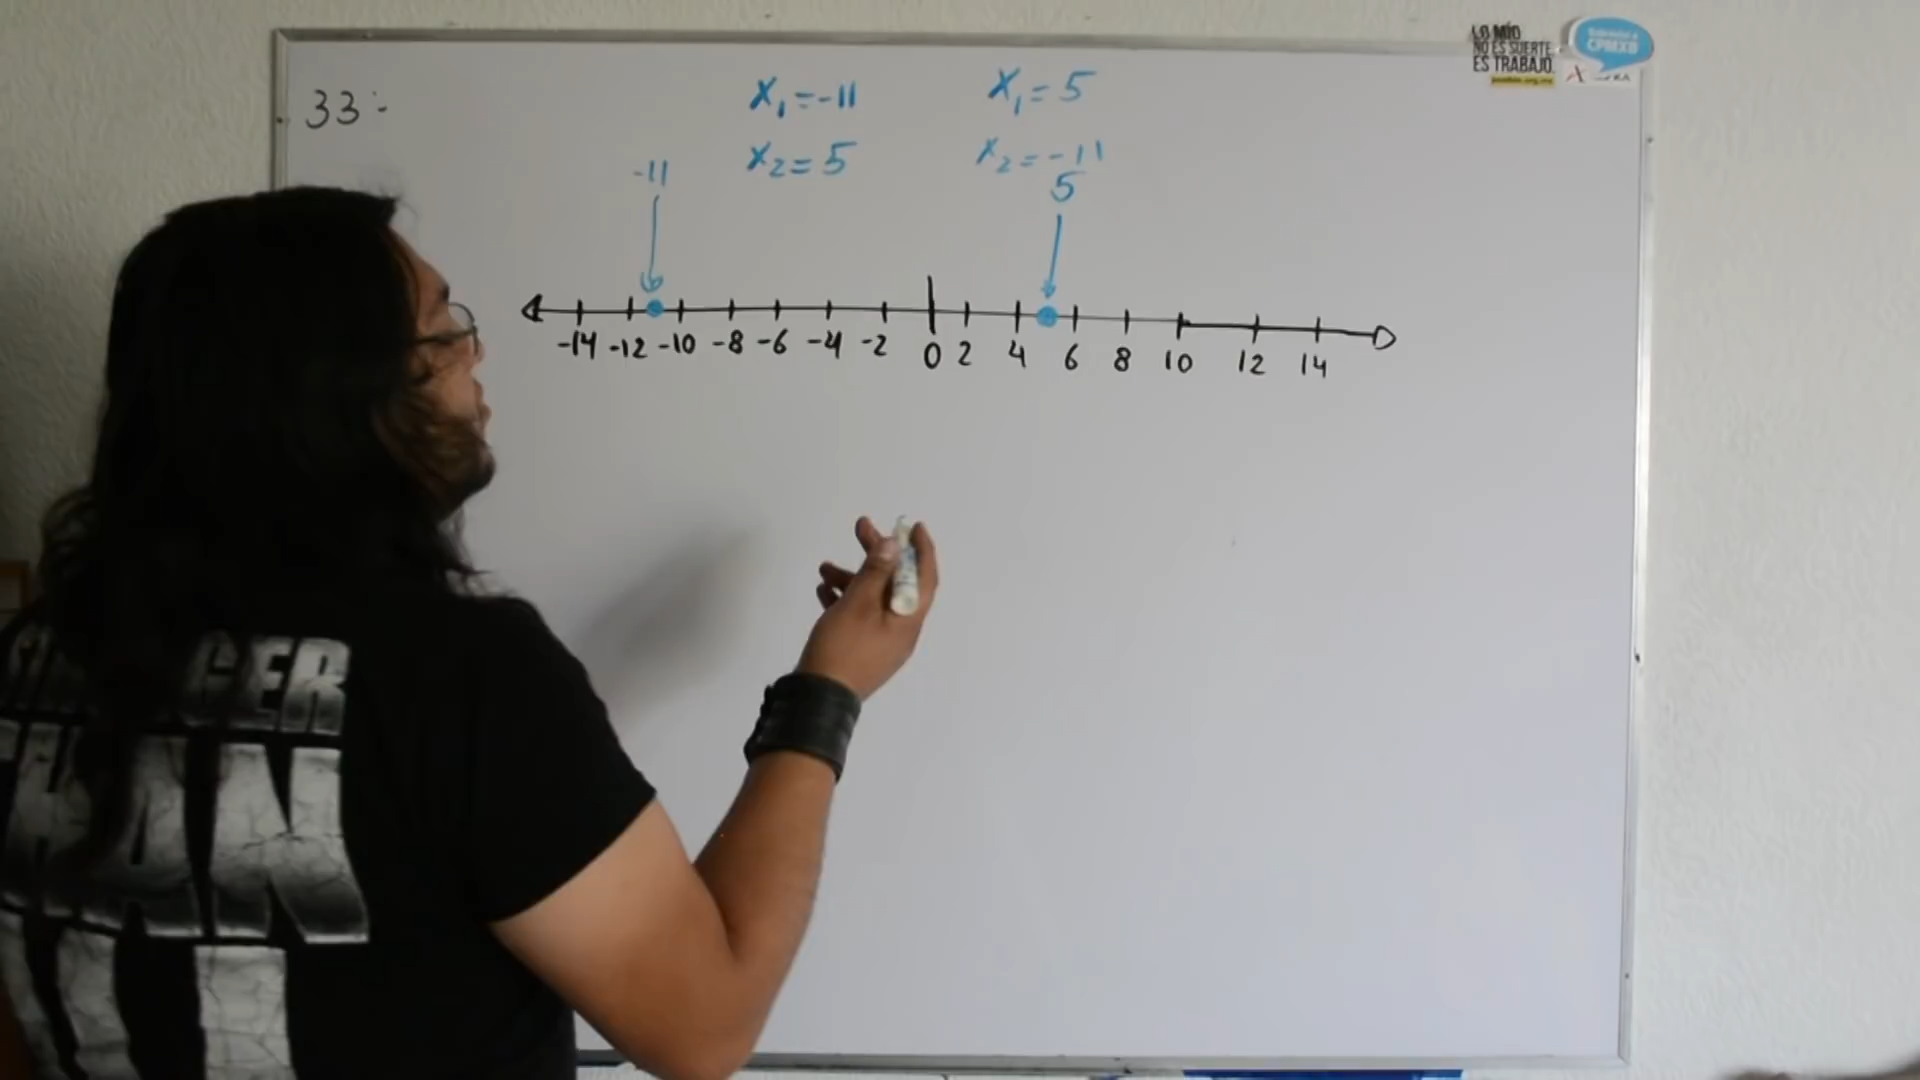 33:-
X₁=-11
X₂=5
X₁=5
X₂=-11
-11
5
-14 -12 -10 -8 -6 -4 -2 0 2 4 6 8 10 12 14
LO MÍO
NO ES SUERTE,
ES TRABAJO.
CPMX8